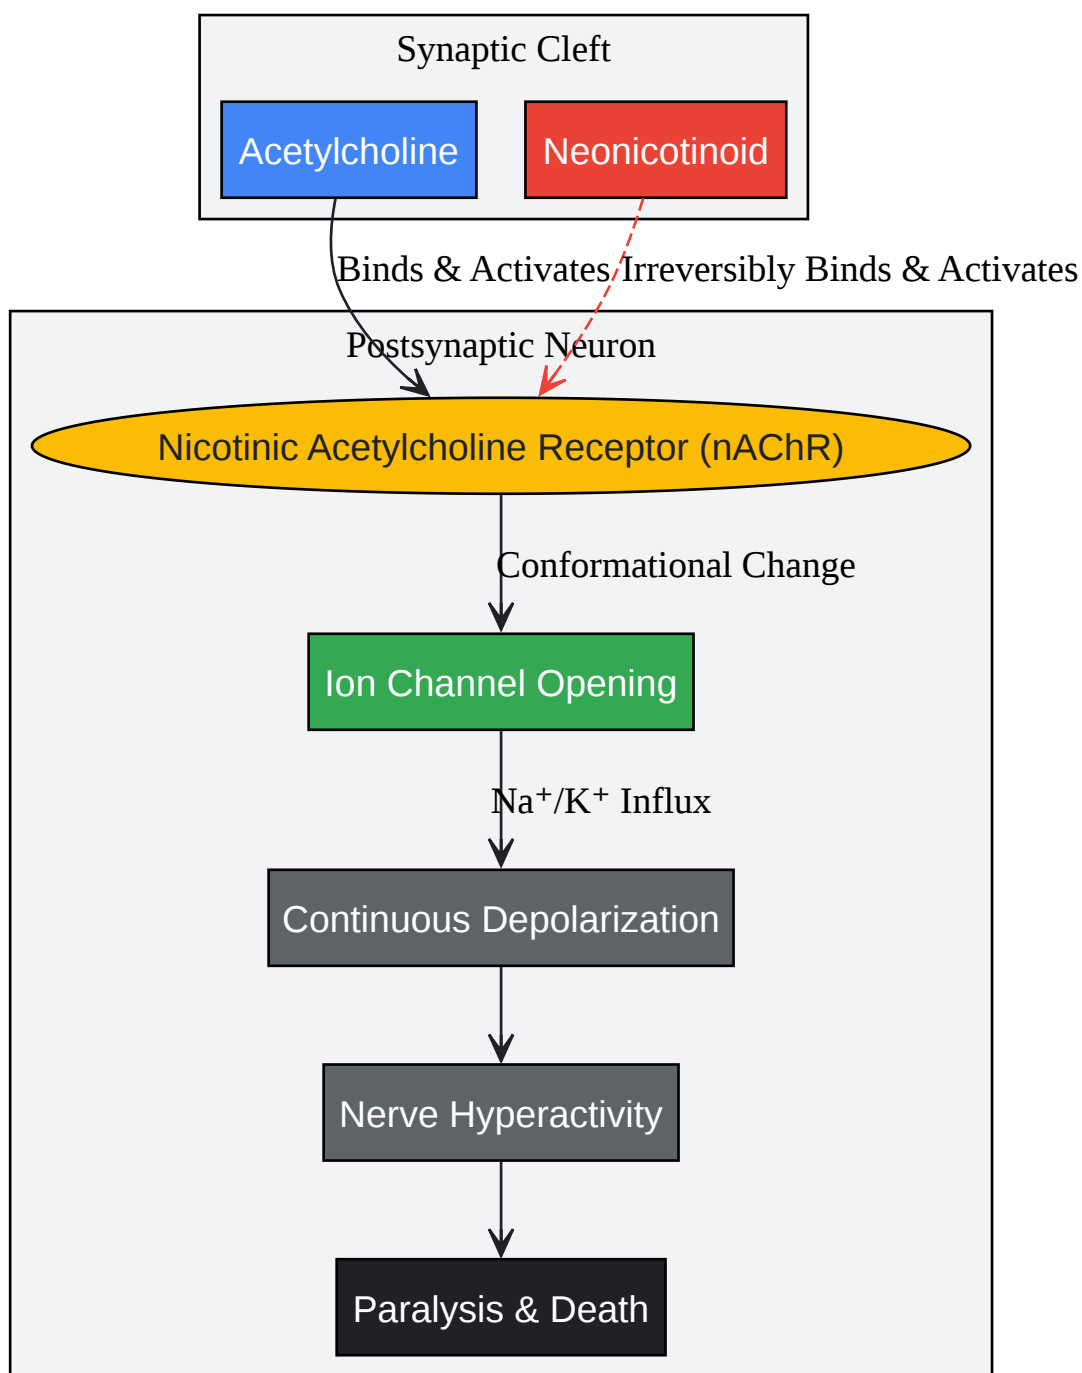 Synaptic Cleft
Acetylcholine
Neonicotinoid
Binds & Activates
Irreversibly Binds & Activates
Postsynaptic Neuron
Nicotinic Acetylcholine Receptor (nAChR)
Conformational Change
Ion Channel Opening
Na⁺/K⁺ Influx
Continuous Depolarization
Nerve Hyperactivity
Paralysis & Death